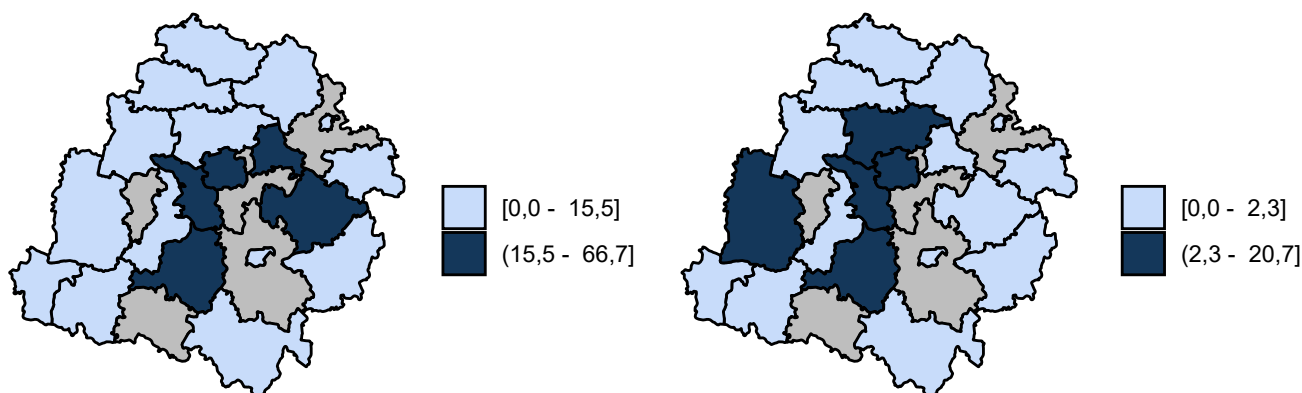 [0,0 - 15,5]
(15,5 - 66,7]
[0,0 - 2,3]
(2,3 - 20,7]